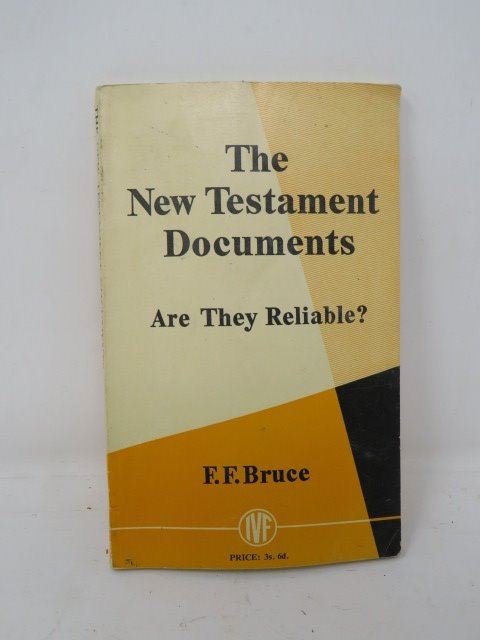 The
New Testament
Documents
Are They Reliable?
F.F.Bruce
IVF
PRICE: 3s. 6d.